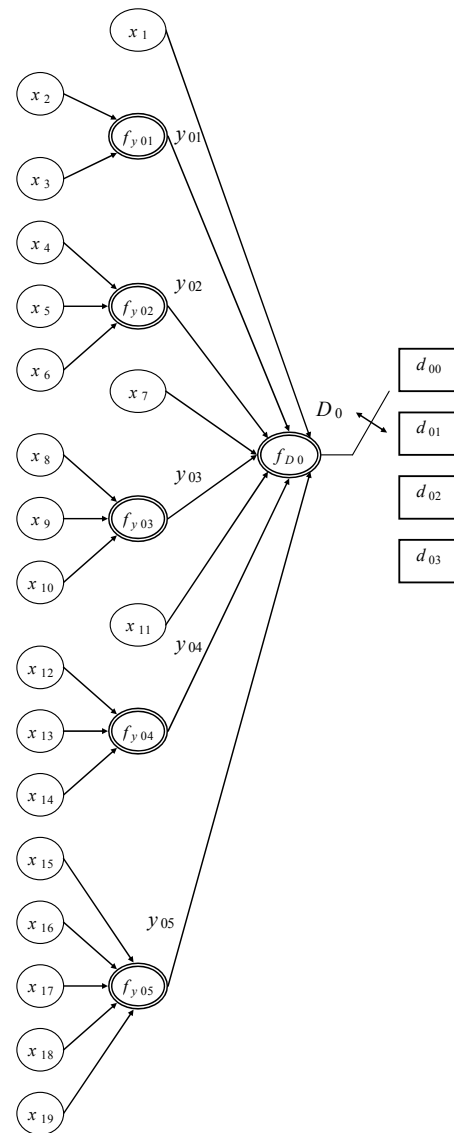 x 1
x 2
f y 01
y 01
x 3
x 4
y 02
x 5
f y 02
x 6
d 00
x 7
D 0
d 01
x 8
f D 0
y 03
d 02
x 9
f y 03
d 03
x 10
x 11
y 04
x 12
x 13
f y 04
x 14
x 15
y 05
x 16
x 17
f y 05
x 18
x 19